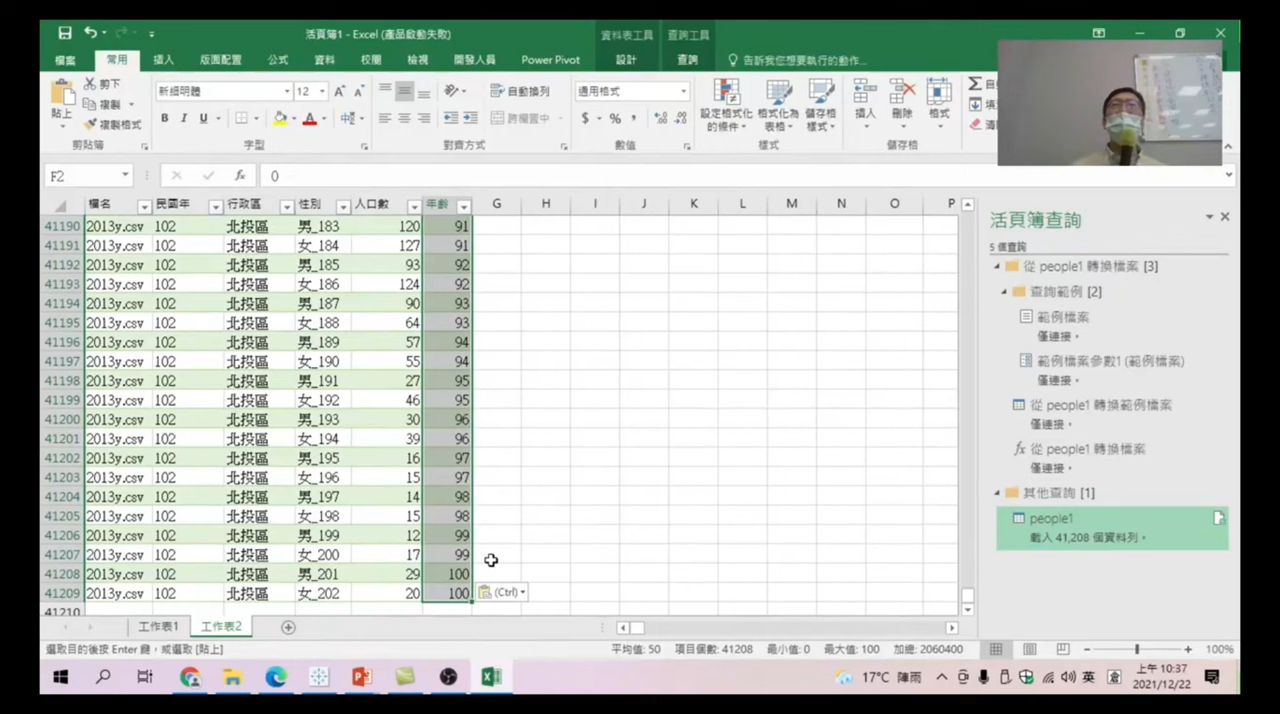 活頁簿1 - Excel (產品啟動失敗)
資料表工具 查詢工具
檔案 常用 插入 版面配置 公式 資料 校閱 檢視 開發人員 Power Pivot 設計 查詢 告訴我您想要執行的動作...
剪下
複製
複製格式
貼上
剪貼簿
新細明體 12
B I U
字型
自動換列
跨欄置中
對齊方式
通用格式
$ % ,
數值
設定格式化的條件 格式化為表格 儲存格樣式
樣式
插入 刪除 格式
儲存格
F2 fx 0
檔名 民國年 行政區 性別 人口數 年齡 G H I J K L M N O P
41190 2013y.csv 102 北投區 男_183 120 91
41191 2013y.csv 102 北投區 女_184 127 91
41192 2013y.csv 102 北投區 男_185 93 92
41193 2013y.csv 102 北投區 女_186 124 92
41194 2013y.csv 102 北投區 男_187 90 93
41195 2013y.csv 102 北投區 女_188 64 93
41196 2013y.csv 102 北投區 男_189 57 94
41197 2013y.csv 102 北投區 女_190 55 94
41198 2013y.csv 102 北投區 男_191 27 95
41199 2013y.csv 102 北投區 女_192 46 95
41200 2013y.csv 102 北投區 男_193 30 96
41201 2013y.csv 102 北投區 女_194 39 96
41202 2013y.csv 102 北投區 男_195 16 97
41203 2013y.csv 102 北投區 女_196 15 97
41204 2013y.csv 102 北投區 男_197 14 98
41205 2013y.csv 102 北投區 女_198 15 98
41206 2013y.csv 102 北投區 男_199 12 99
41207 2013y.csv 102 北投區 女_200 17 99
41208 2013y.csv 102 北投區 男_201 29 100
41209 2013y.csv 102 北投區 女_202 20 100
41210
(Ctrl)
活頁簿查詢
5 個查詢
從 people1 轉換檔案 [3]
查詢範例 [2]
範例檔案
僅連接。
範例檔案參數1 (範例檔案)
僅連接。
從 people1 轉換範例檔案
僅連接。
fx 從 people1 轉換檔案
僅連接。
其他查詢 [1]
people1
載入 41,208 個資料列。
工作表1 工作表2
選取目的後按 Enter 鍵，或選取 [貼上]
平均值: 50 項目個數: 41208 最小值: 0 最大值: 100 加總: 2060400 100%
17°C 陣雨
英
上午 10:37
2021/12/22